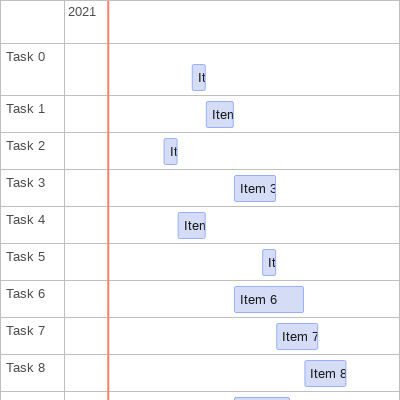 2021
Task 0
It
Task 1
Item
Task 2
It
Task 3
Item 3
Task 4
Item
Task 5
It
Task 6
Item 6
Task 7
Item 7
Task 8
Item 8